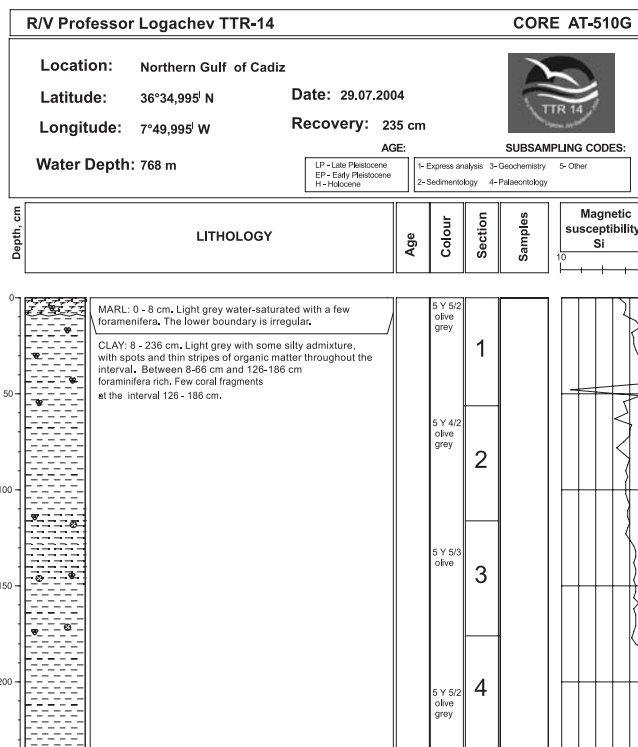 R/V Professor Logachev TTR-14
CORE AT-510G
Location: Northern Gulf of Cadiz
Latitude: 36°34,995' N
Date: 29.07.2004
Longitude: 7°49,995' W
Recovery: 235 cm
Water Depth: 768 m
TTR 14
AGE:
LP - Late Pleistocene
EP - Early Pleistocene
H - Holocene
SUBSAMPLING CODES:
1- Express analysis 3- Geochemistry 5- Other
2- Sedimentology 4- Palaeontology
Depth, cm
LITHOLOGY
Age
Colour
Section
Samples
Magnetic
susceptibility
Si
10
0
50
100
150
200
MARL: 0 - 8 cm. Light grey water-saturated with a few
foramenifera. The lower boundary is irregular.
CLAY: 8 - 236 cm. Light grey with some silty admixture,
with spots and thin stripes of organic matter throughout the
interval. Between 8-66 cm and 126-186 cm
foraminifera rich. Few coral fragments
at the interval 126 - 186 cm.
5 Y 5/2
olive
grey
1
5 Y 4/2
olive
grey
2
5 Y 5/3
olive
3
5 Y 5/2
olive
grey
4